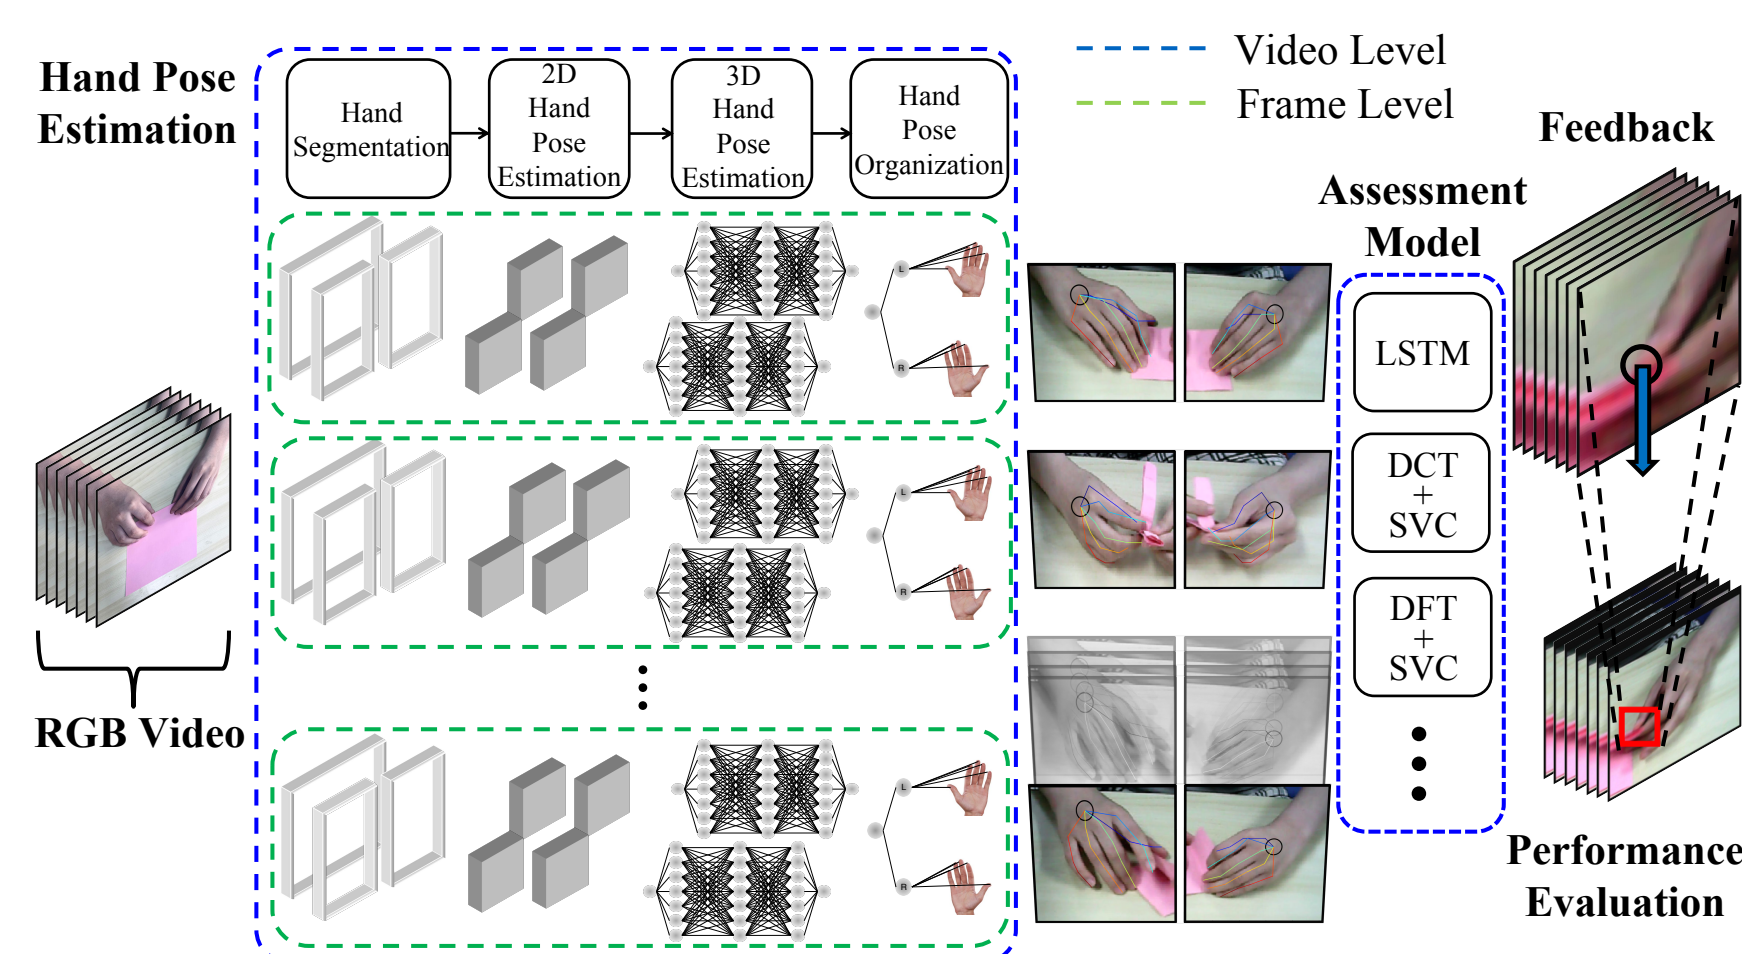 Hand Pose
Estimation
Hand
Segmentation
2D
Hand
Pose
Estimation
3D
Hand
Pose
Estimation
Hand
Pose
Organization
Video Level
Frame Level
Feedback
Assessment
Model
L
R
L
R
L
R
LSTM
DCT
+
SVC
DFT
+
SVC
RGB Video
Performance
Evaluation